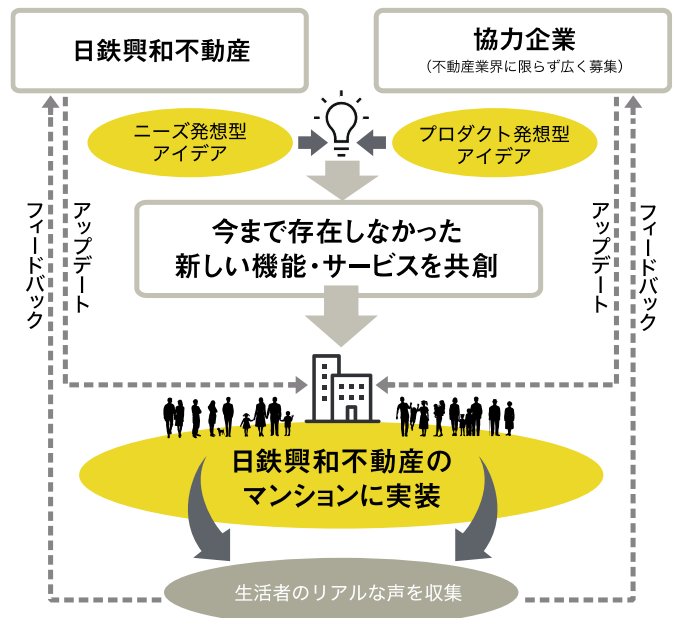 日鉄興和不動産
協力企業
（不動産業界に限らず広く募集）
ニーズ発想型
アイデア
プロダクト発想型
アイデア
今まで存在しなかった
新しい機能・サービスを共創
フィードバック
アップデート
アップデート
フィードバック
日鉄興和不動産の
マンションに実装
生活者のリアルな声を収集